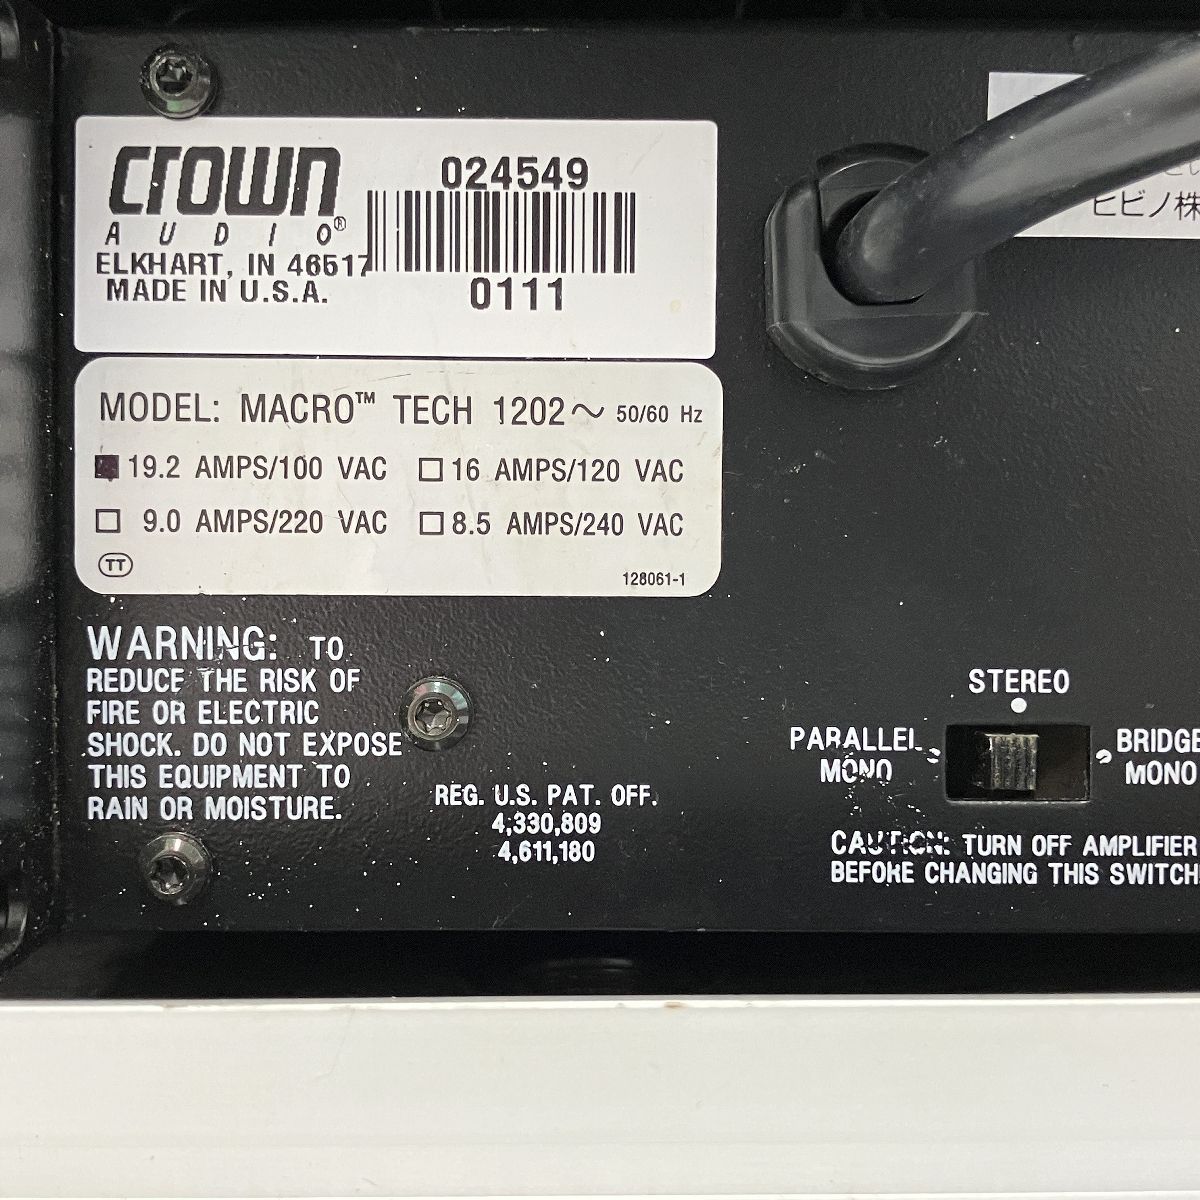 crown
AUDIO®
ELKHART, IN 46517
MADE IN U.S.A.
024549
0111
MODEL: MACRO™ TECH 1202~ 50/60 Hz
19.2 AMPS/100 VAC 16 AMPS/120 VAC
9.0 AMPS/220 VAC 8.5 AMPS/240 VAC
TT
128061-1
WARNING: TO
REDUCE THE RISK OF
FIRE OR ELECTRIC
SHOCK. DO NOT EXPOSE
THIS EQUIPMENT TO
RAIN OR MOISTURE.
REG. U.S. PAT. OFF.
4,330,809
4,611,180
ヒビノ株
STEREO
PARALLEL
MONO
BRIDGE
MONO
CAUTION: TURN OFF AMPLIFIER
BEFORE CHANGING THIS SWITCH